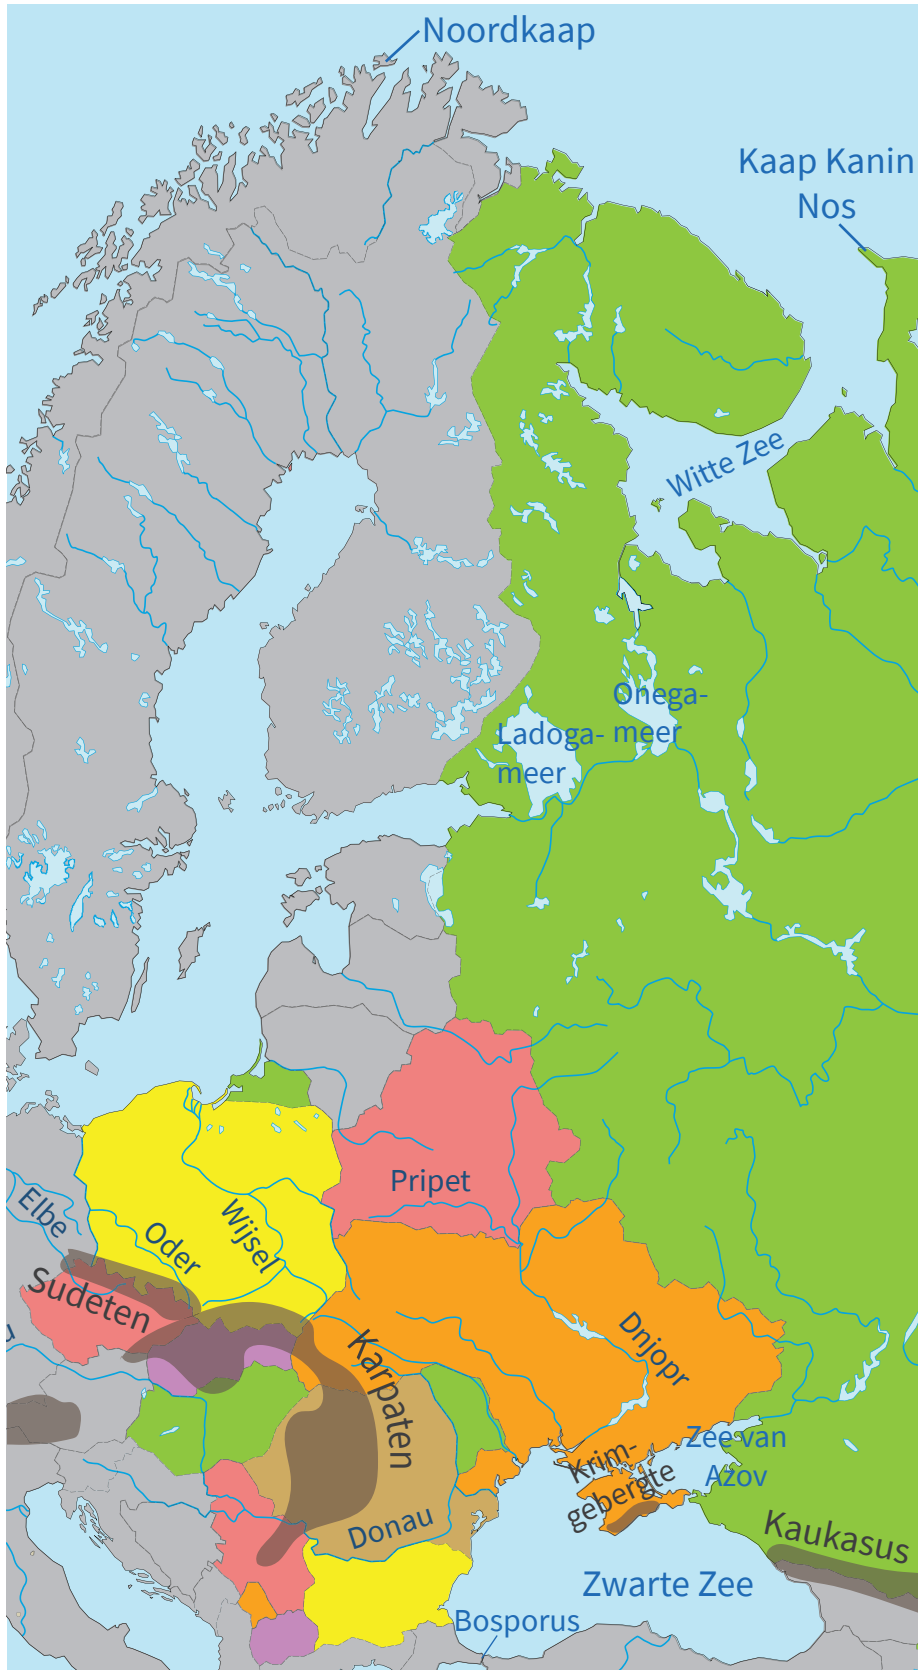 Noordkaap
Kaap Kanin
Nos
Witte Zee
Onega-
meer
Ladoga-
meer
Pripet
Elbe
Oder
Wijsel
Sudeten
Karpaten
Dnjopr
Zee van
Azov
Krim-
gebergte
Kaukasus
Donau
Zwarte Zee
Bosporus